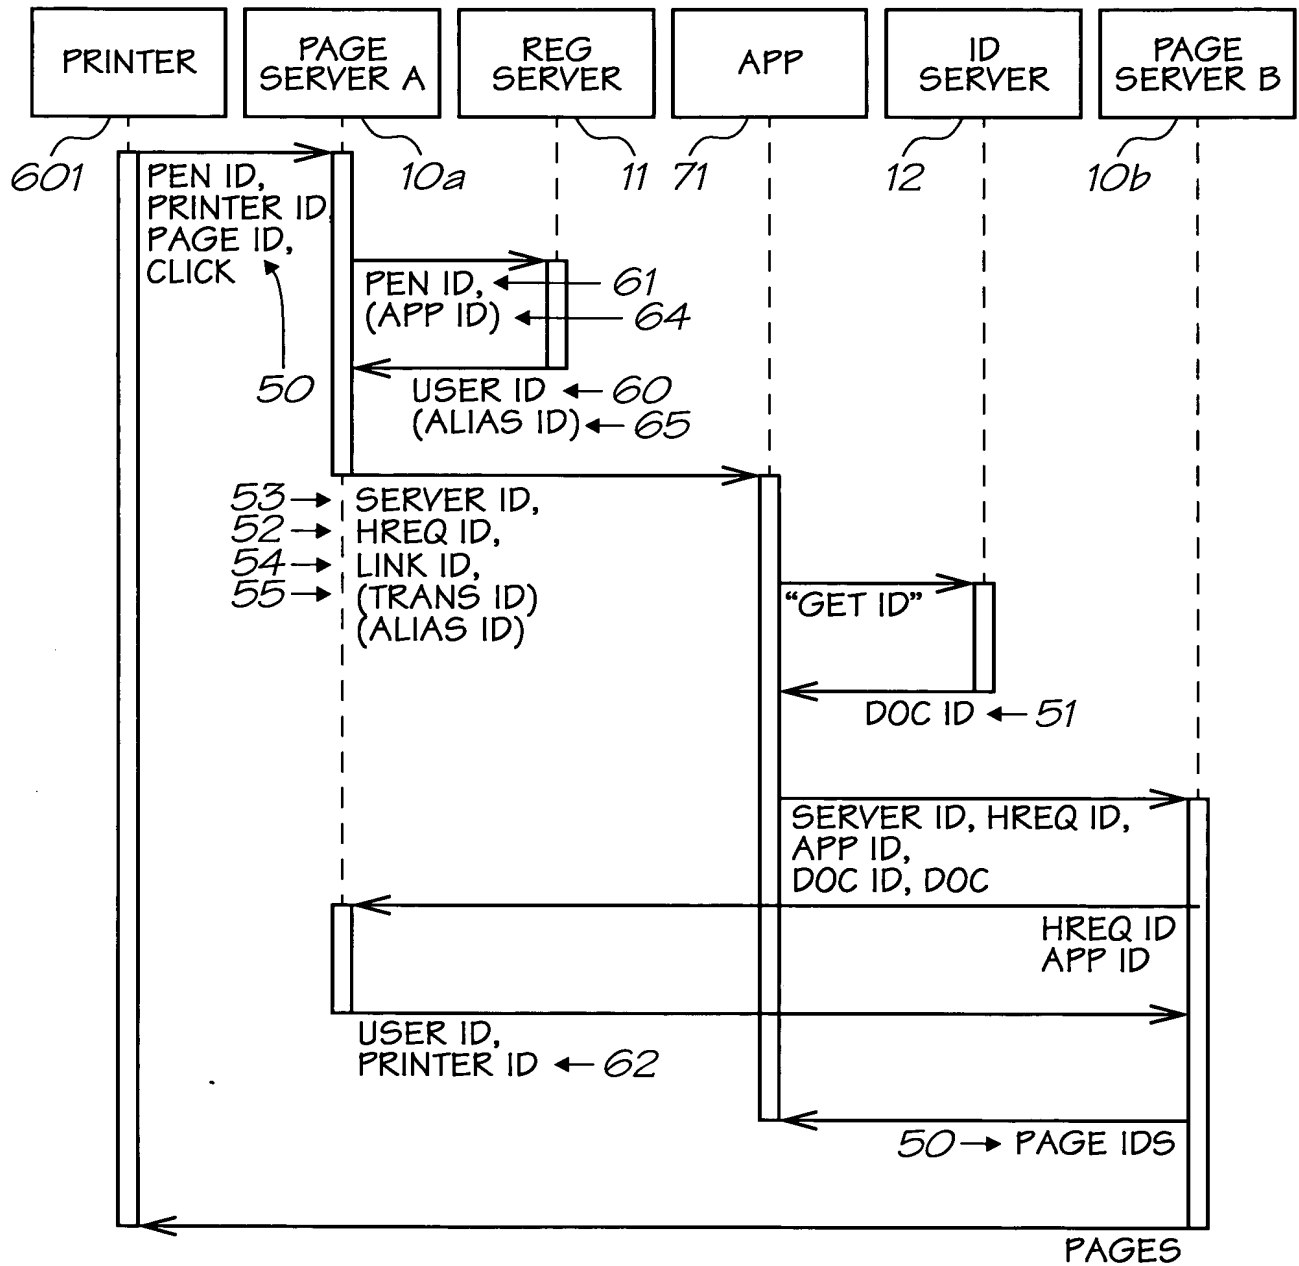 PRINTER
PAGE
SERVER A
REG
SERVER
APP
ID
SERVER
PAGE
SERVER B
601
10a
11
71
12
10b
PEN ID,
PRINTER ID
PAGE ID,
CLICK
50
PEN ID,
61
(APP ID)
64
USER ID
60
(ALIAS ID)
65
53
SERVER ID,
52
HREQ ID,
54
LINK ID,
55
(TRANS ID)
(ALIAS ID)
"GET ID"
DOC ID
51
SERVER ID, HREQ ID,
APP ID,
DOC ID, DOC
HREQ ID
APP ID
USER ID,
PRINTER ID
62
50
PAGE IDS
PAGES